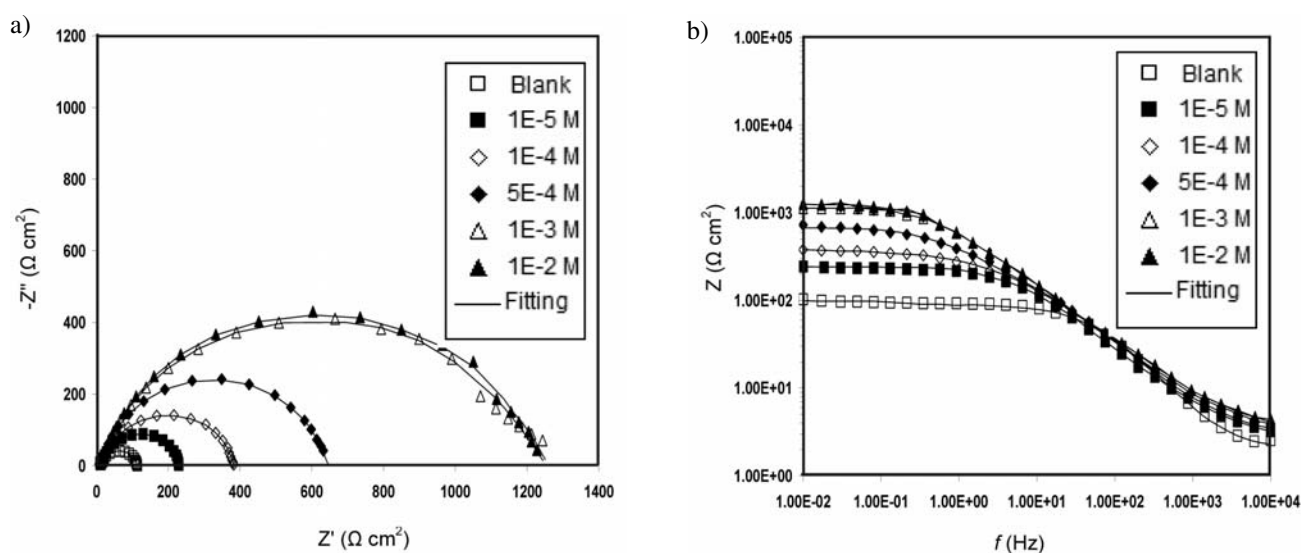 a)
1200
1000
800
600
400
200
0
-Z" (Ω cm²)
0 200 400 600 800 1000 1200 1400
Z' (Ω cm²)
Blank
1E-5 M
1E-4 M
5E-4 M
1E-3 M
1E-2 M
Fitting
b)
1.00E+05
1.00E+04
1.00E+03
1.00E+02
1.00E+01
1.00E+00
Z (Ω cm²)
1.00E-02 1.00E-01 1.00E+00 1.00E+01 1.00E+02 1.00E+03 1.00E+04
f (Hz)
Blank
1E-5 M
1E-4 M
5E-4 M
1E-3 M
1E-2 M
Fitting